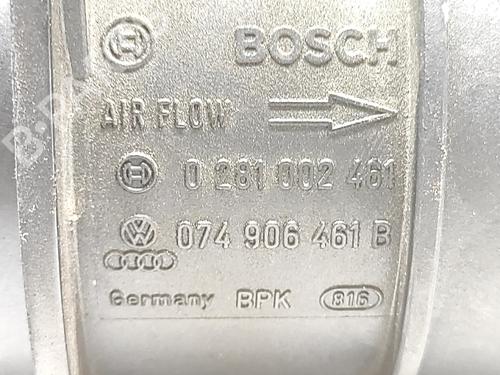 BOSCH
AIR FLOW
0 281 002 461
074 906 461 B
Germany BPK 816